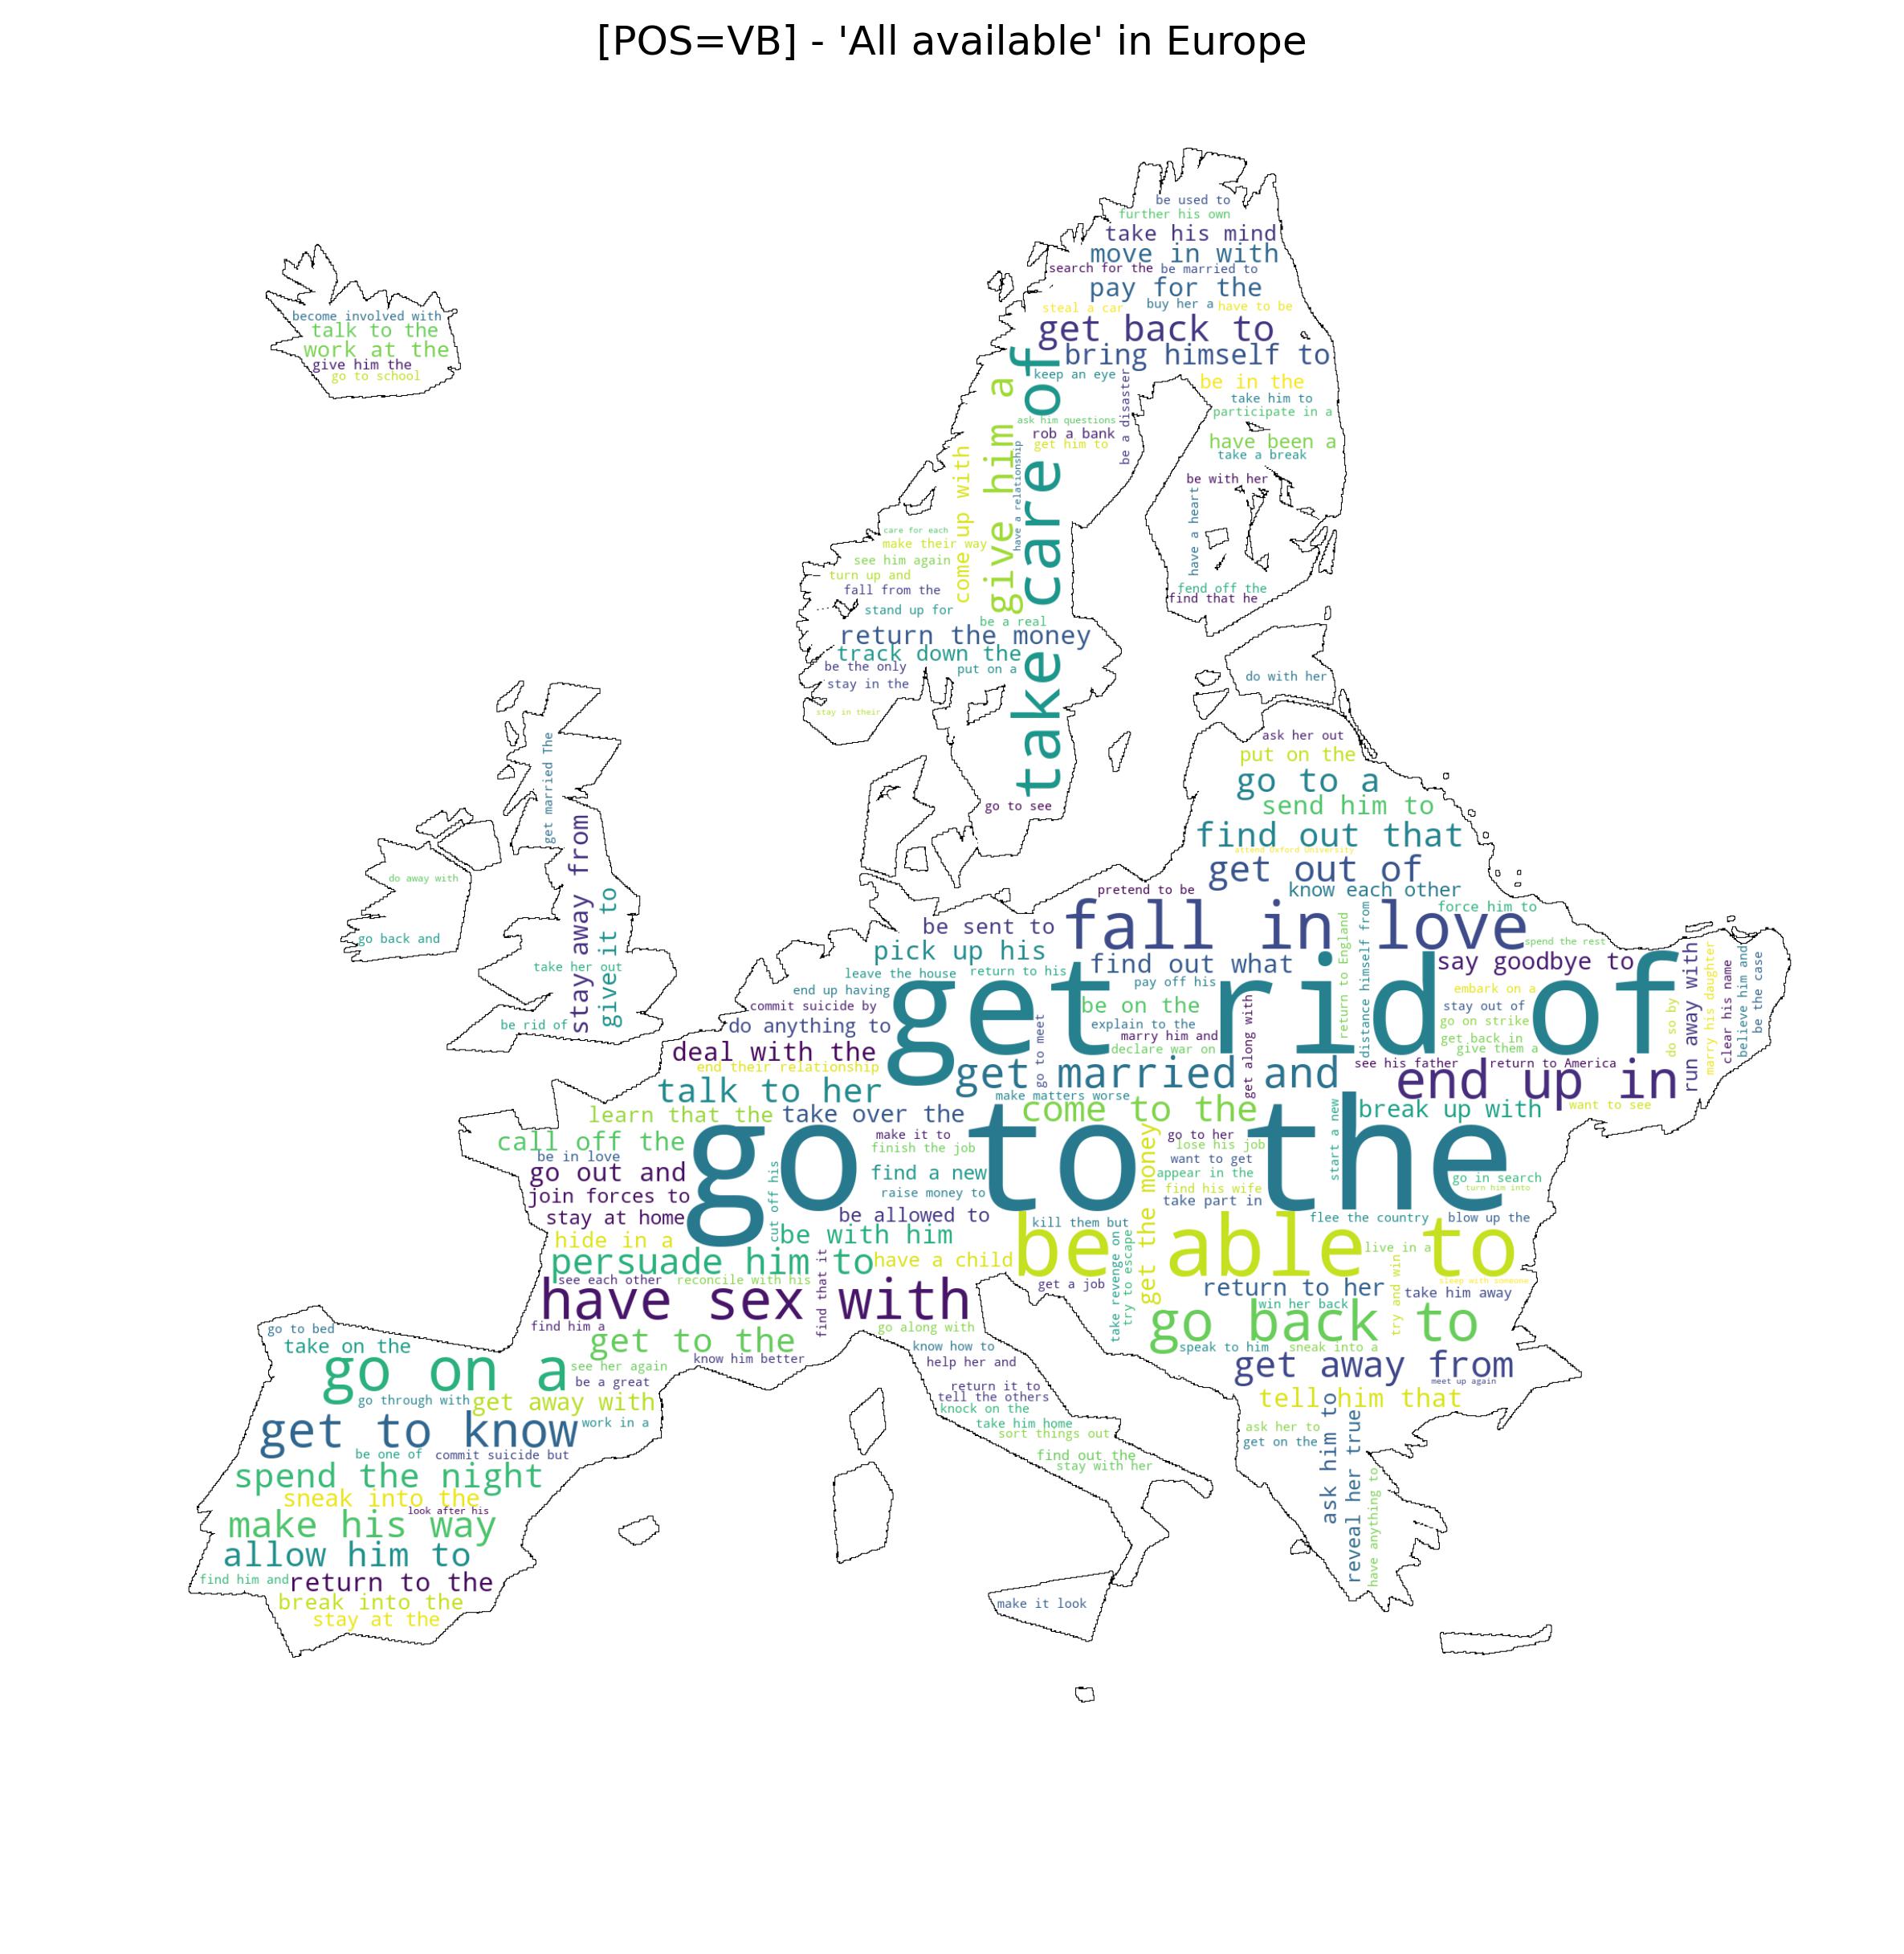 [POS=VB] - 'All available' in Europe
be used to
further his own
take his mind
move in with
search for the
be married to
pay for the
steal a car
buy her a
have to be
get back to
bring himself to
become involved with
talk to the
work at the
give him the
go to school
keep an eye
be a disaster
be in the
take him to
participate in a
ask him questions
rob a bank
get him to
have been a
take a break
be with her
have a heart
take care of
give him a
have a relationship
come up with
care for each
make their way
see him again
turn up and
fall from the
stand up for
fend off the
find that he
be a real
return the money
track down the
be the only
put on a
stay in the
stay in their
do with her
go to see
get married The
stay away from
give it to
do away with
go back and
take her out
be rid of
ask her out
put on the
go to a
send him to
find out that
attend Oxford University
get out of
pretend to be
know each other
force him to
be sent to
fall in love
pick up his
find out what
return to England
distance himself from
spend the rest
say goodbye to
leave the house
return to his
pay off his
end up having
commit suicide by
get rid of
be on the
embark on a
stay out of
do anything to
explain to the
marry him and
declare war on
go to meet
get along with
go on strike
get back in
give them a
do so by
run away with
marry his daughter
clear his name
believe him and
be the case
deal with the
end their relationship
get married and
see his father
return to America
end up in
talk to her
make matters worse
learn that the
take over the
come to the
start a new
break up with
want to see
call off the
make it to
finish the job
go to her
lose his job
be in love
go out and
go to the
find a new
want to get
appear in the
get the money
go in search
turn him into
join forces to
cut off his
raise money to
find his wife
take part in
stay at home
be allowed to
kill them but
flee the country
blow up the
hide in a
be with him
be able to
take revenge on
try to escape
live in a
persuade him to
have a child
see each other
reconcile with his
find that it
get a job
return to her
try and win
sleep with someone
take him away
have sex with
win her back
go back to
find him a
go along with
get to the
know how to
speak to him
sneak into a
go to bed
take on the
go on a
see her again
know him better
help her and
get away from
be a great
meet up again
go through with
get away with
return it to
tell the others
tell him that
get to know
work in a
knock on the
take him home
sort things out
ask her to
get on the
ask him to
reveal her true
have anything to
be one of
commit suicide but
find out the
stay with her
spend the night
sneak into the
look after his
make his way
allow him to
find him and
return to the
break into the
stay at the
make it look